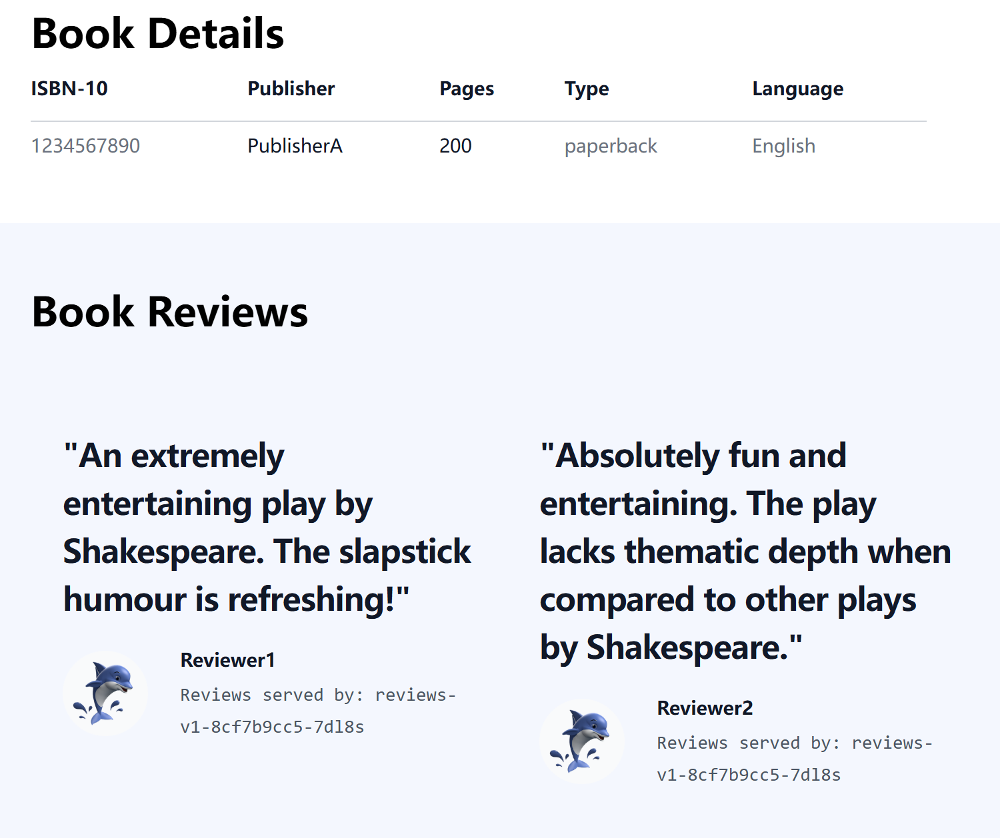 Book Details
ISBN-10 Publisher Pages Type Language
1234567890 PublisherA 200 paperback English
Book Reviews
"An extremely
entertaining play by
Shakespeare. The slapstick
humour is refreshing!"
Reviewer1
Reviews served by: reviews-
v1-8cf7b9cc5-7dl8s
"Absolutely fun and
entertaining. The play
lacks thematic depth when
compared to other plays
by Shakespeare."
Reviewer2
Reviews served by: reviews-
v1-8cf7b9cc5-7dl8s